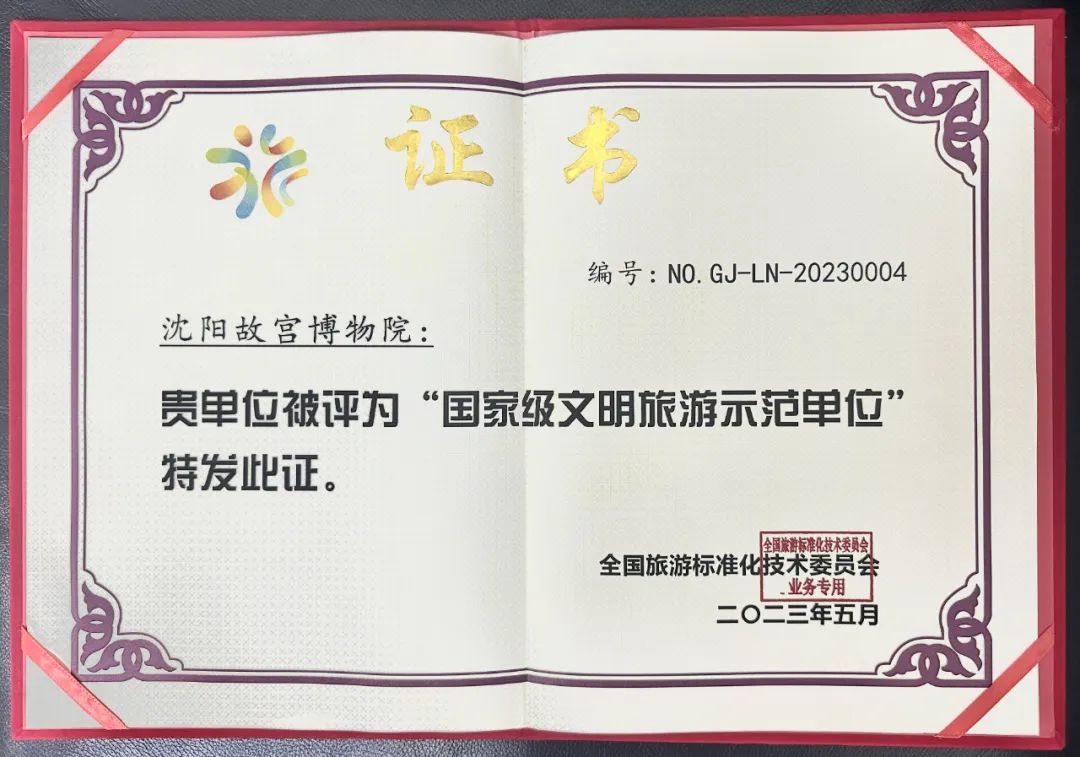 证书
编号:NO.GJ-LN-20230004
沈阳故宫博物院:
贵单位被评为“国家级文明旅游示范单位”
特发此证。
全国旅游标准化技术委员会
全国旅游标准化技术委员会
业务专用
二〇二三年五月